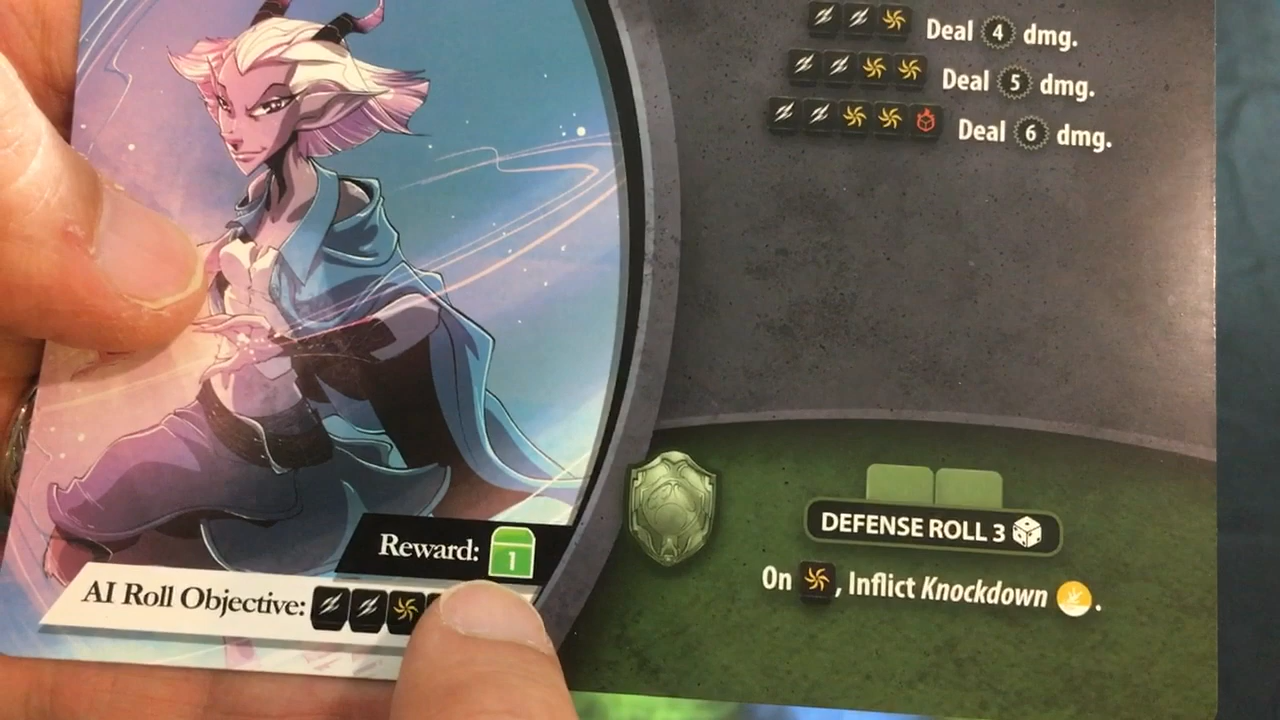 Deal 4 dmg.
Deal 5 dmg.
Deal 6 dmg.
Reward: 1
AI Roll Objective:
DEFENSE ROLL 3
On , Inflict Knockdown .